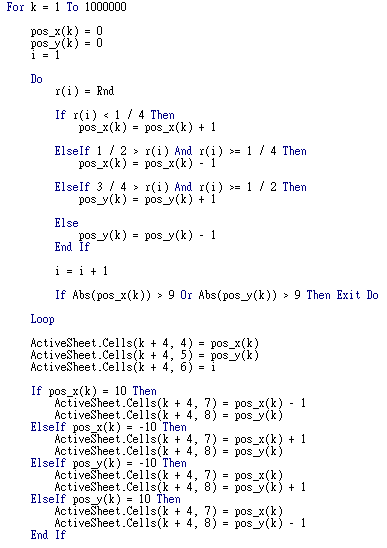 For k = 1 To 1000000
pos_x(k) = 0
pos_y(k) = 0
i = 1
Do
r(i) = Rnd
If r(i) < 1 / 4 Then
pos_x(k) = pos_x(k) + 1
ElseIf 1 / 2 > r(i) And r(i) >= 1 / 4 Then
pos_x(k) = pos_x(k) - 1
ElseIf 3 / 4 > r(i) And r(i) >= 1 / 2 Then
pos_y(k) = pos_y(k) + 1
Else
pos_y(k) = pos_y(k) - 1
End If
i = i + 1
If Abs(pos_x(k)) > 9 Or Abs(pos_y(k)) > 9 Then Exit Do
Loop
ActiveSheet.Cells(k + 4, 4) = pos_x(k)
ActiveSheet.Cells(k + 4, 5) = pos_y(k)
ActiveSheet.Cells(k + 4, 6) = i
If pos_x(k) = 10 Then
ActiveSheet.Cells(k + 4, 7) = pos_x(k) - 1
ActiveSheet.Cells(k + 4, 8) = pos_y(k)
ElseIf pos_x(k) = -10 Then
ActiveSheet.Cells(k + 4, 7) = pos_x(k) + 1
ActiveSheet.Cells(k + 4, 8) = pos_y(k)
ElseIf pos_y(k) = -10 Then
ActiveSheet.Cells(k + 4, 7) = pos_x(k)
ActiveSheet.Cells(k + 4, 8) = pos_y(k) + 1
ElseIf pos_y(k) = 10 Then
ActiveSheet.Cells(k + 4, 7) = pos_x(k)
ActiveSheet.Cells(k + 4, 8) = pos_y(k) - 1
End If